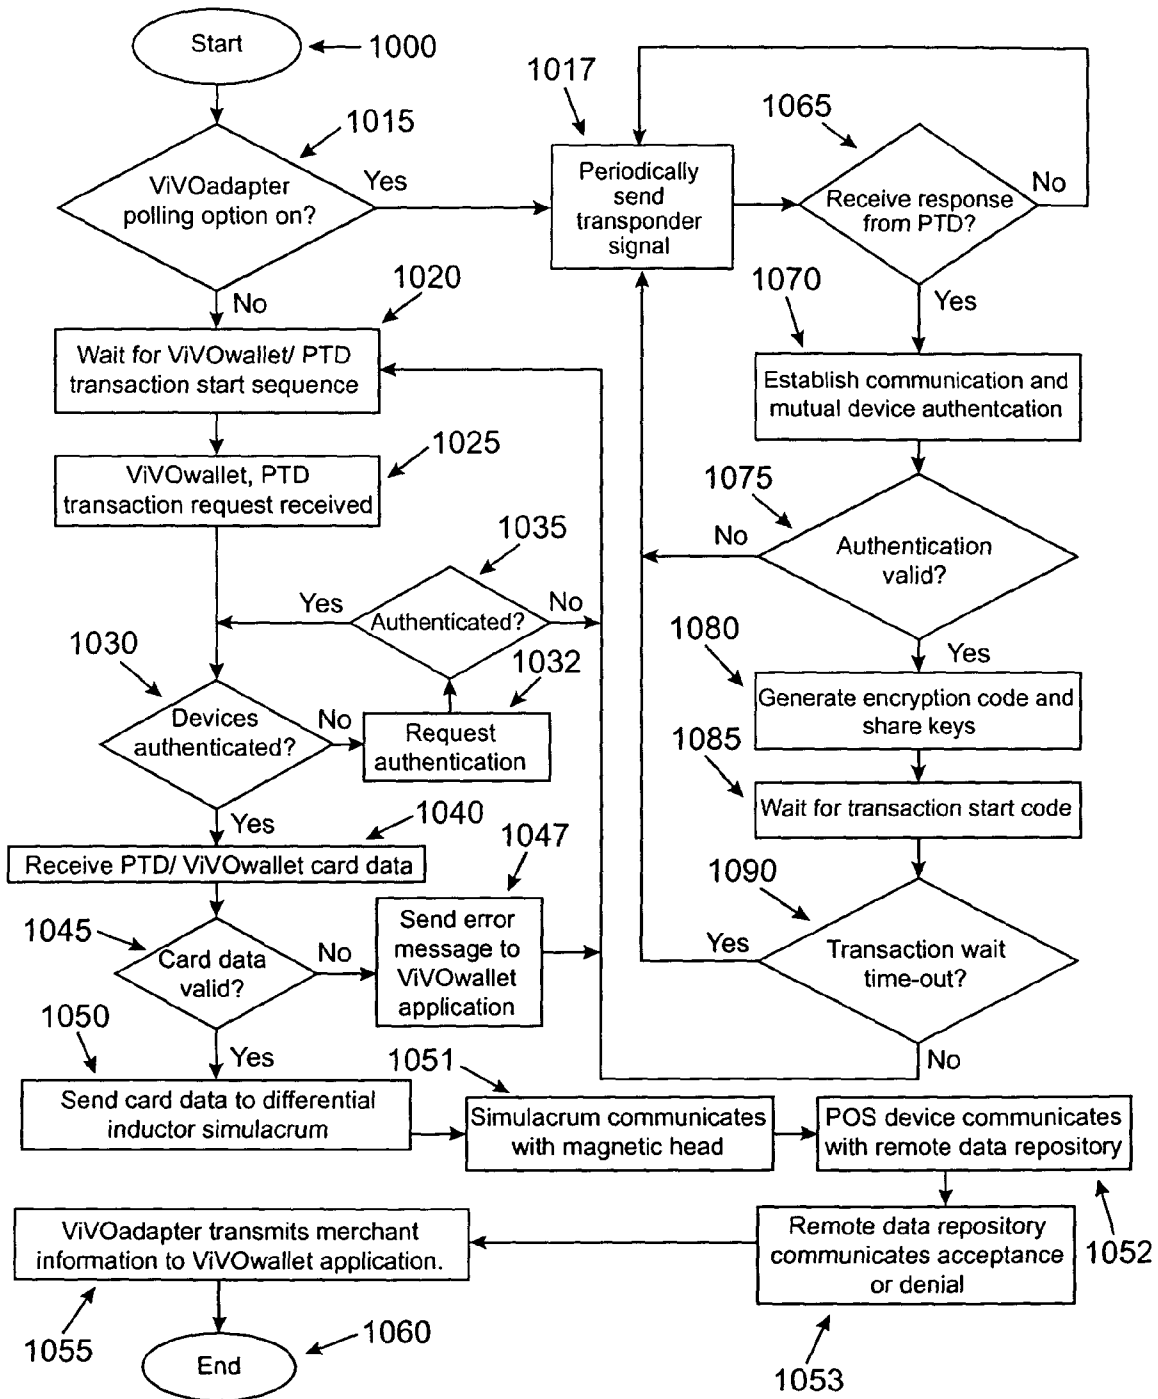 Start
1000
1015
ViVOadapter
polling option on?
Yes
No
1017
Periodically
send
transponder
signal
1065
Receive response
from PTD?
No
Yes
1020
Wait for ViVOwallet/ PTD
transaction start sequence
1025
ViVOwallet, PTD
transaction request received
1070
Establish communication and
mutual device authentcation
1075
Authentication
valid?
No
Yes
1035
Authenticated?
Yes
No
1030
Devices
authenticated?
No
Yes
1032
Request
authentication
1080
Generate encryption code and
share keys
1085
Wait for transaction start code
1090
Transaction wait
time-out?
Yes
No
1040
Receive PTD/ ViVOwallet card data
1045
Card data
valid?
No
Yes
1047
Send error
message to
ViVOwallet
application
1050
Send card data to differential
inductor simulacrum
1051
Simulacrum communicates
with magnetic head
POS device communicates
with remote data repository
1052
Remote data repository
communicates acceptance
or denial
1053
ViVOadapter transmits merchant
information to ViVOwallet application.
1055
End
1060